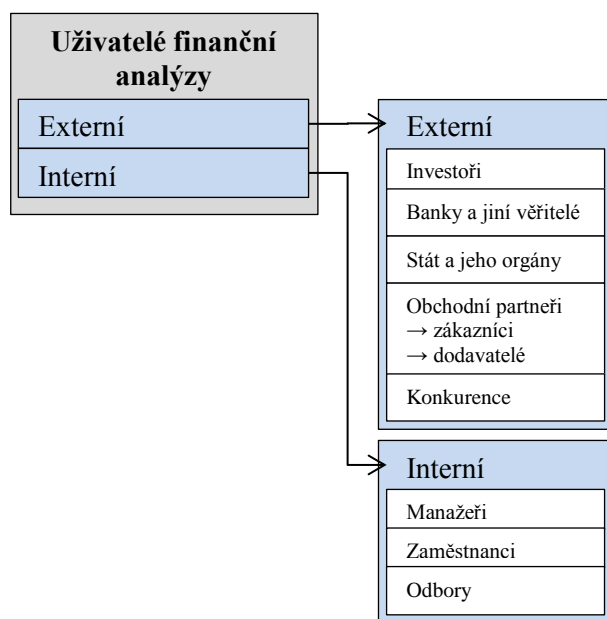 Uživatelé finanční
analýzy
Externí
Interní
Externí
Investoři
Banky a jiní věřitelé
Stát a jeho orgány
Obchodní partneři
→ zákazníci
→ dodavatelé
Konkurence
Interní
Manažeři
Zaměstnanci
Odbory